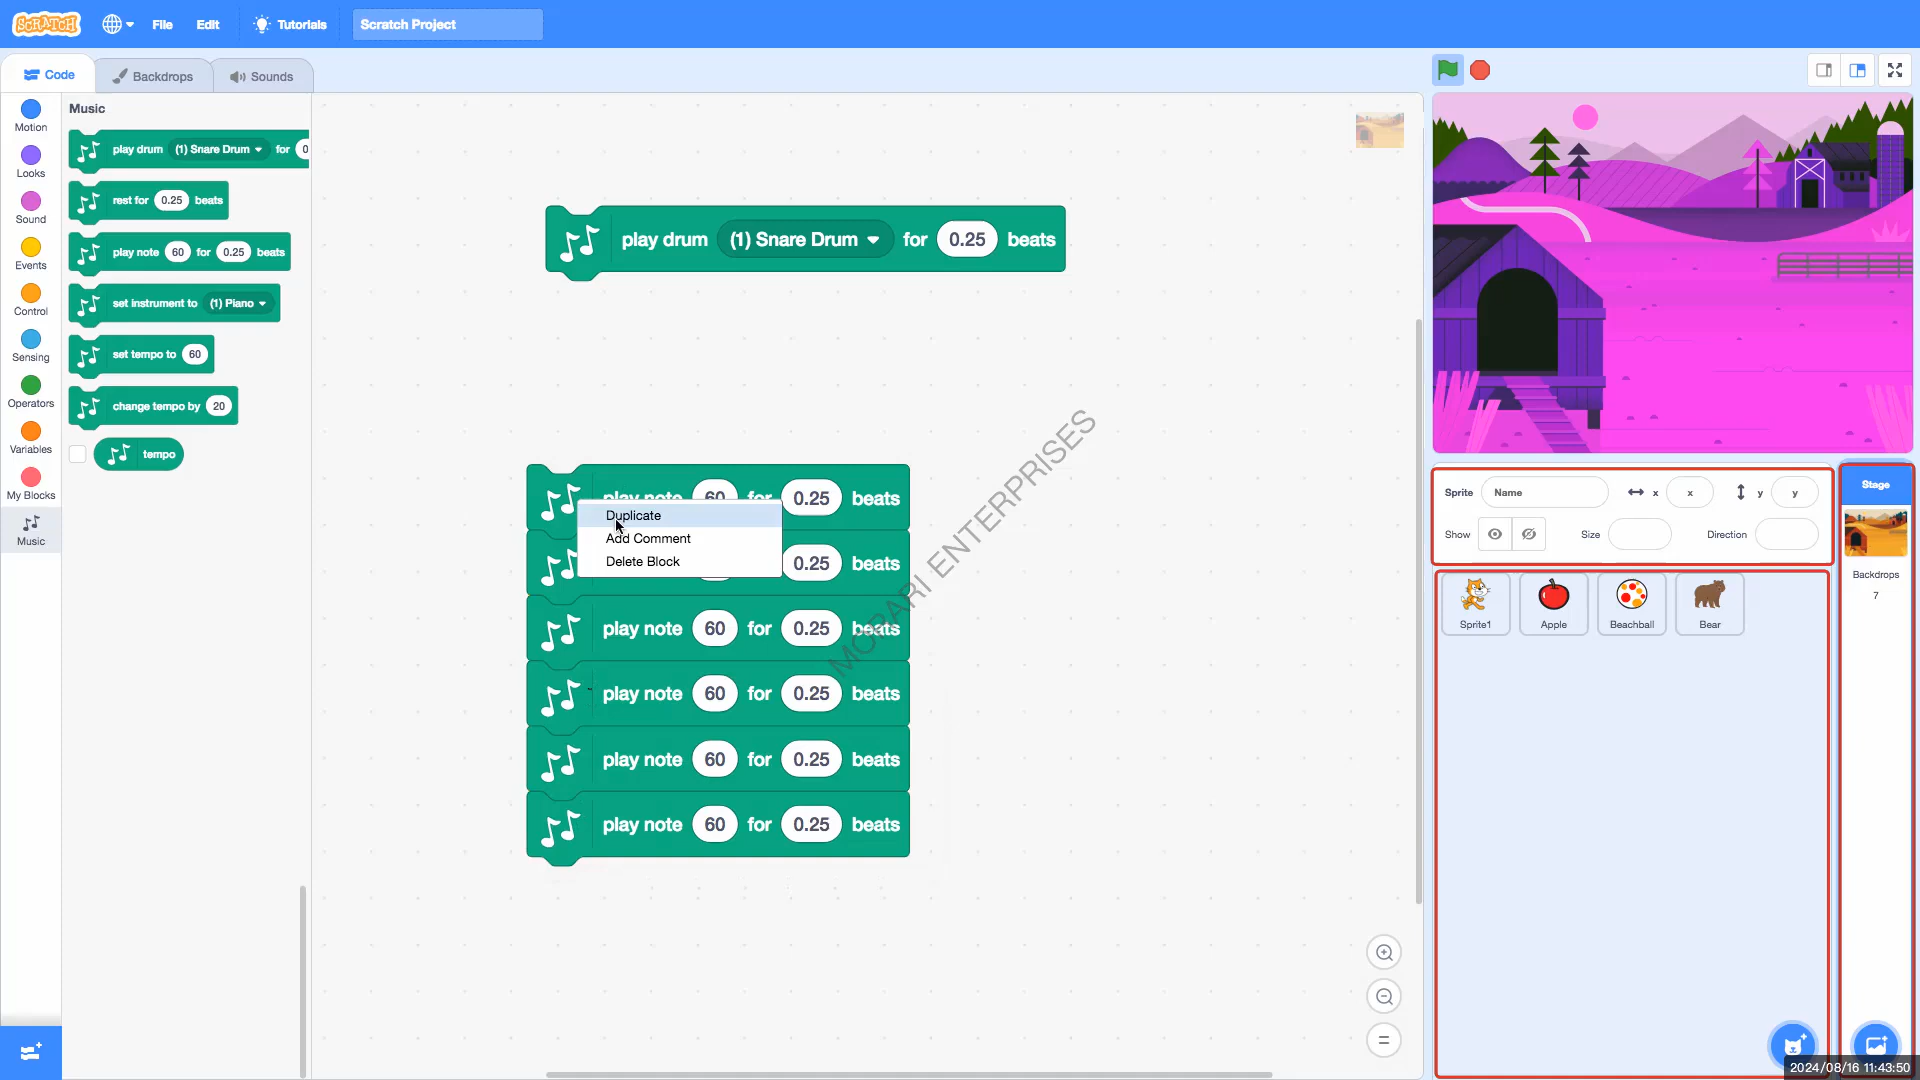 SCRATCH
File
Edit
Tutorials
Scratch Project
Code
Backdrops
Sounds
Motion
Looks
Sound
Events
Control
Sensing
Operators
Variables
My Blocks
Music
Music
play drum (1) Snare Drum for 0
rest for 0.25 beats
play note 60 for 0.25 beats
set instrument to (1) Piano
set tempo to 60
change tempo by 20
tempo
play drum (1) Snare Drum for 0.25 beats
play note 60 for 0.25 beats
Duplicate
Add Comment
Delete Block
0.25 beats
play note 60 for 0.25 beats
play note 60 for 0.25 beats
play note 60 for 0.25 beats
play note 60 for 0.25 beats
MORARI ENTERPRISES
Sprite Name x x y y
Show Size Direction
Sprite1
Apple
Beachball
Bear
Stage
Backdrops
7
2024/08/16 11:43:50